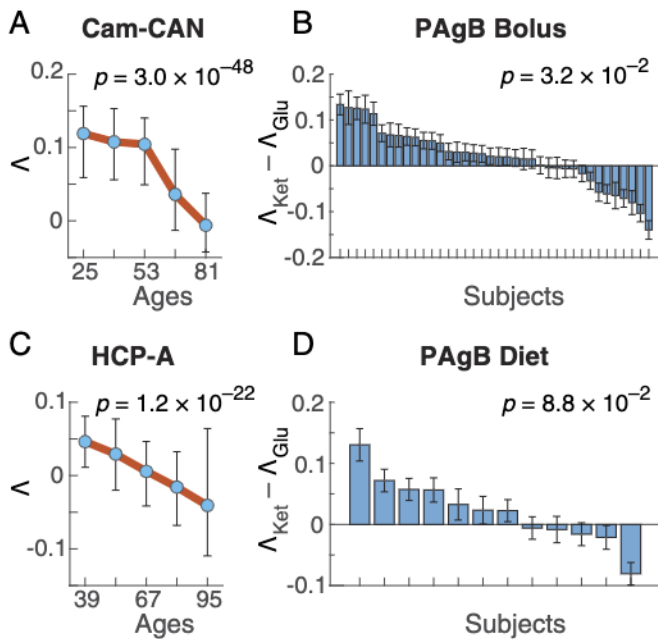 A Cam-CAN
p = 3.0 × 10⁻⁴⁸
0.2
0.1
0
Λ
25 53 81
Ages
B PAgB Bolus
p = 3.2 × 10⁻²
0.2
0.1
0
-0.1
-0.2
Λ_Ket − Λ_Glu
Subjects
C HCP-A
p = 1.2 × 10⁻²²
0.1
0
-0.1
Λ
39 67 95
Ages
D PAgB Diet
p = 8.8 × 10⁻²
0.2
0.1
0
-0.1
Λ_Ket − Λ_Glu
Subjects